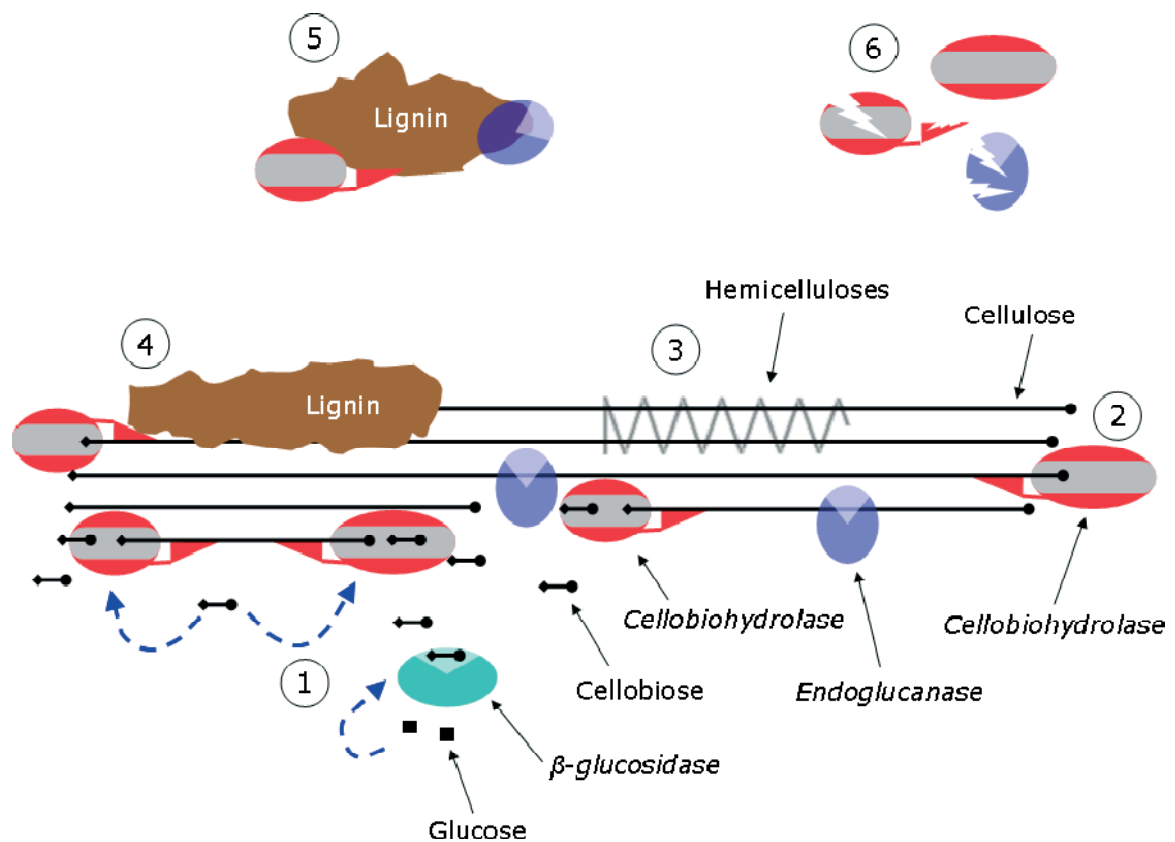 5
6
Lignin
Hemicelluloses
Cellulose
4
3
2
Lignin
Cellobiohydrolase
Cellobiohydrolase
1
Cellobiose
Endoglucanase
β-glucosidase
Glucose